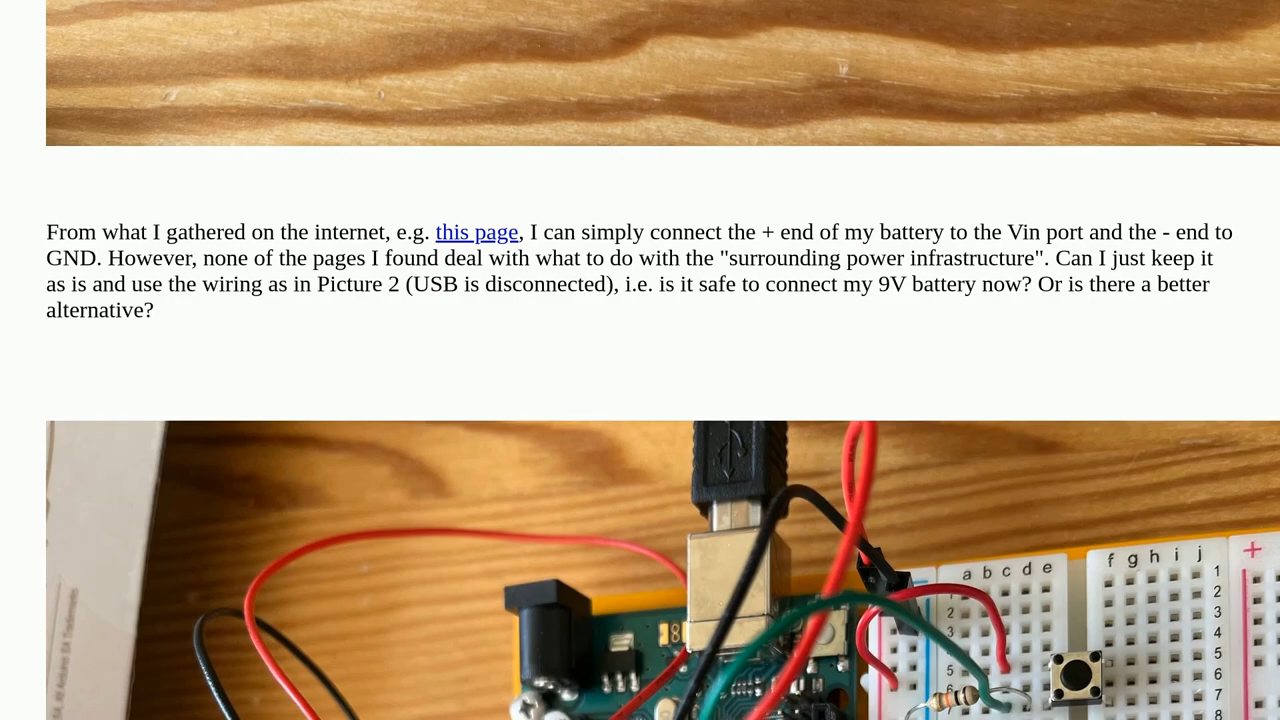 From what I gathered on the internet, e.g. this page, I can simply connect the + end of my battery to the Vin port and the - end to
GND. However, none of the pages I found deal with what to do with the "surrounding power infrastructure". Can I just keep it
as is and use the wiring as in Picture 2 (USB is disconnected), i.e. is it safe to connect my 9V battery now? Or is there a better
alternative?
a b c d e
f g h i j
+
1
2
3
4
5
6
7
8